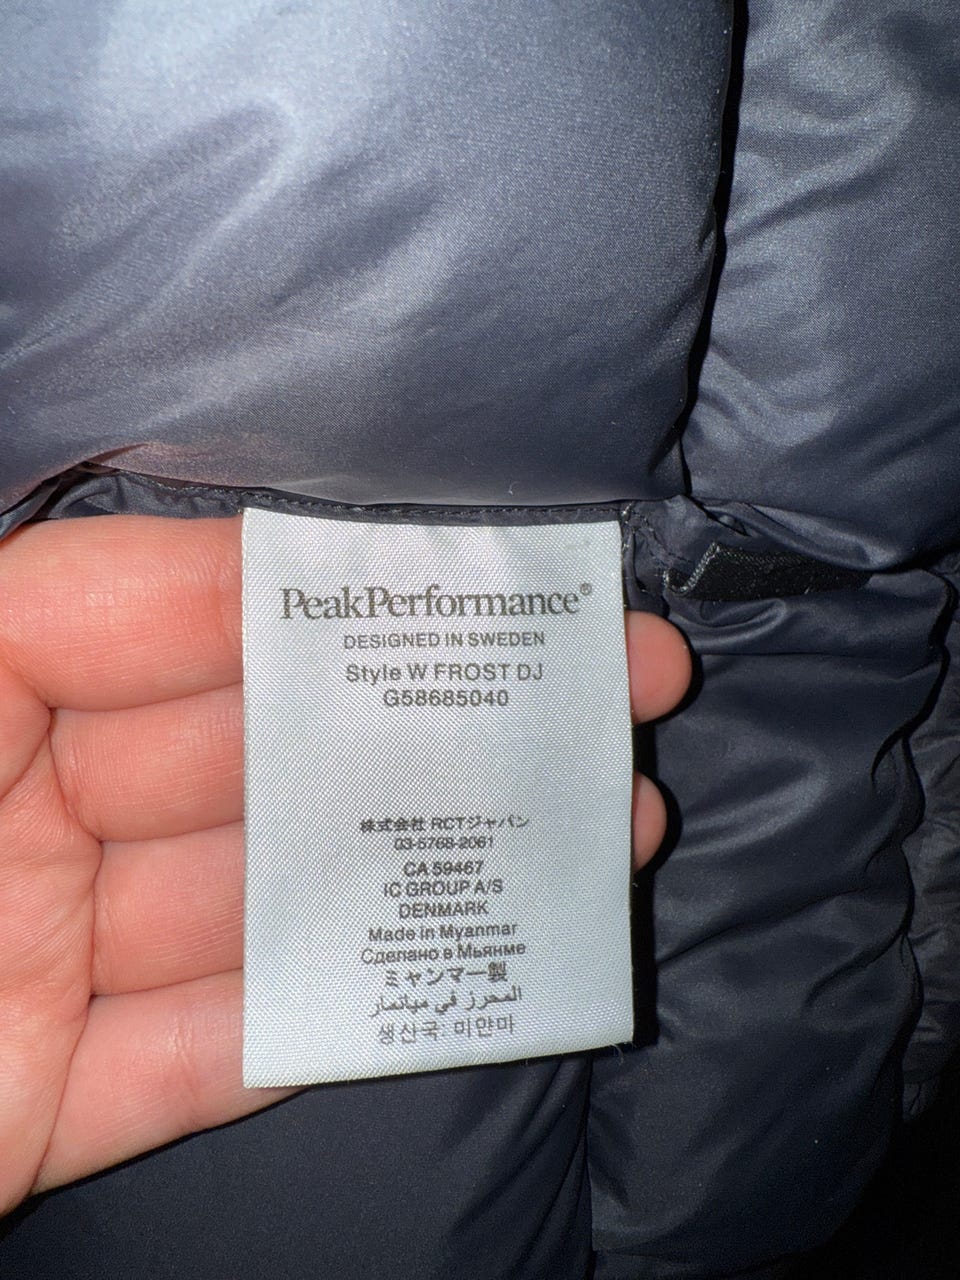 PeakPerformance®
DESIGNED IN SWEDEN
Style W FROST DJ
G58685040
株式会社 RCTジャパン
03-5768-2061
CA 59467
IC GROUP A/S
DENMARK
Made in Myanmar
Сделано в Мьянме
ミャンマー製
المحرز في ميانمار
생산국: 미얀마